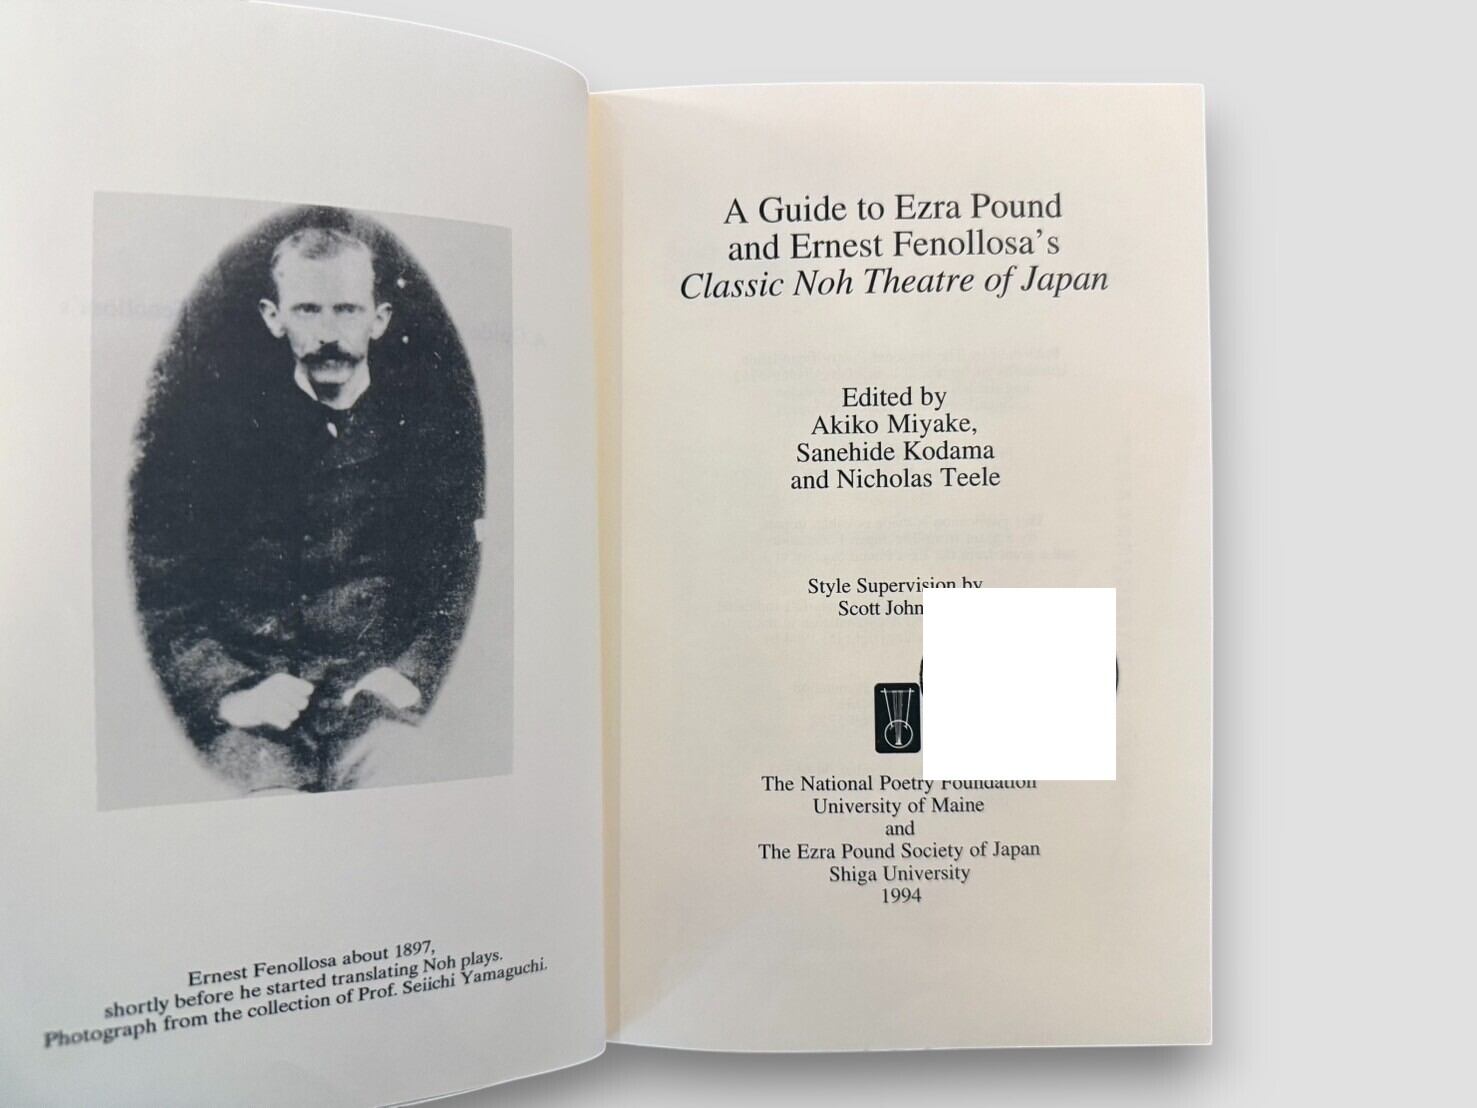 Ernest Fenollosa about 1897,
shortly before he started translating Noh plays.
Photograph from the collection of Prof. Seiichi Yamaguchi.
A Guide to Ezra Pound
and Ernest Fenollosa's
Classic Noh Theatre of Japan
Edited by
Akiko Miyake,
Sanehide Kodama
and Nicholas Teele
Style Supervision by
Scott John
The National Poetry Foundation
University of Maine
and
The Ezra Pound Society of Japan
Shiga University
1994